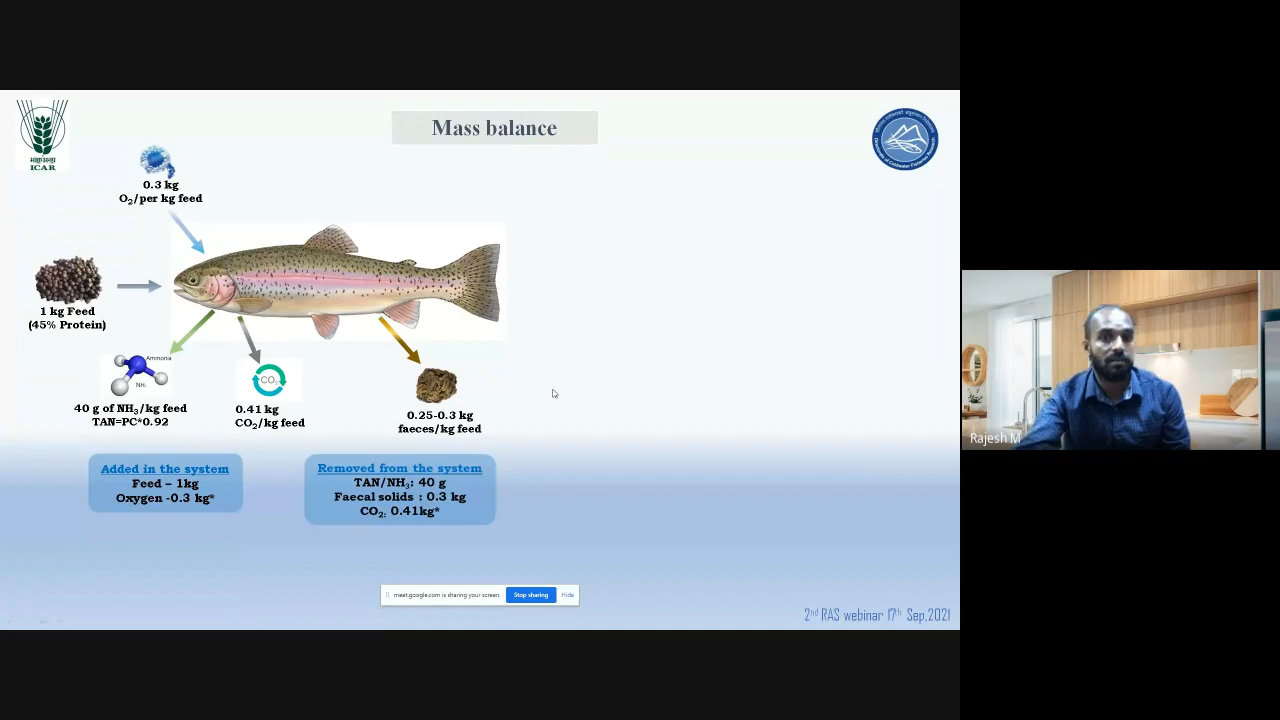 Mass balance
ICAR
0.3 kg
O₂/per kg feed
1 kg Feed
(45% Protein)
Ammonia
NH₃
40 g of NH₃/kg feed
TAN=PC*0.92
CO₂
0.41 kg
CO₂/kg feed
0.25-0.3 kg
faeces/kg feed
Added in the system
Feed – 1kg
Oxygen -0.3 kg*
Removed from the system
TAN/NH₃: 40 g
Faecal solids : 0.3 kg
CO₂: 0.41kg*
meet.google.com is sharing your screen.
Stop sharing
Hide
2nd RAS webinar 17th Sep,2021
Rajesh M